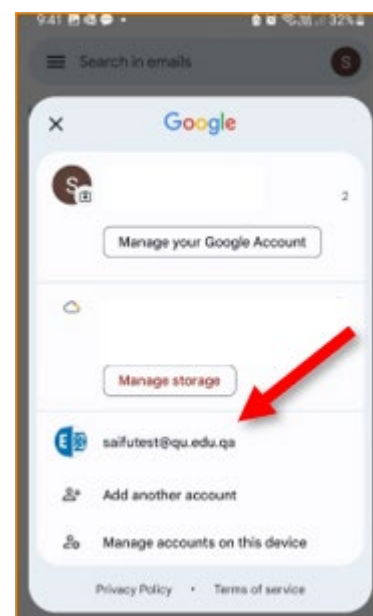 9:41
32%
Search in emails
S
Google
S
2
Manage your Google Account
Manage storage
E
saifutest@qu.edu.qa
Add another account
Manage accounts on this device
Privacy Policy • Terms of service